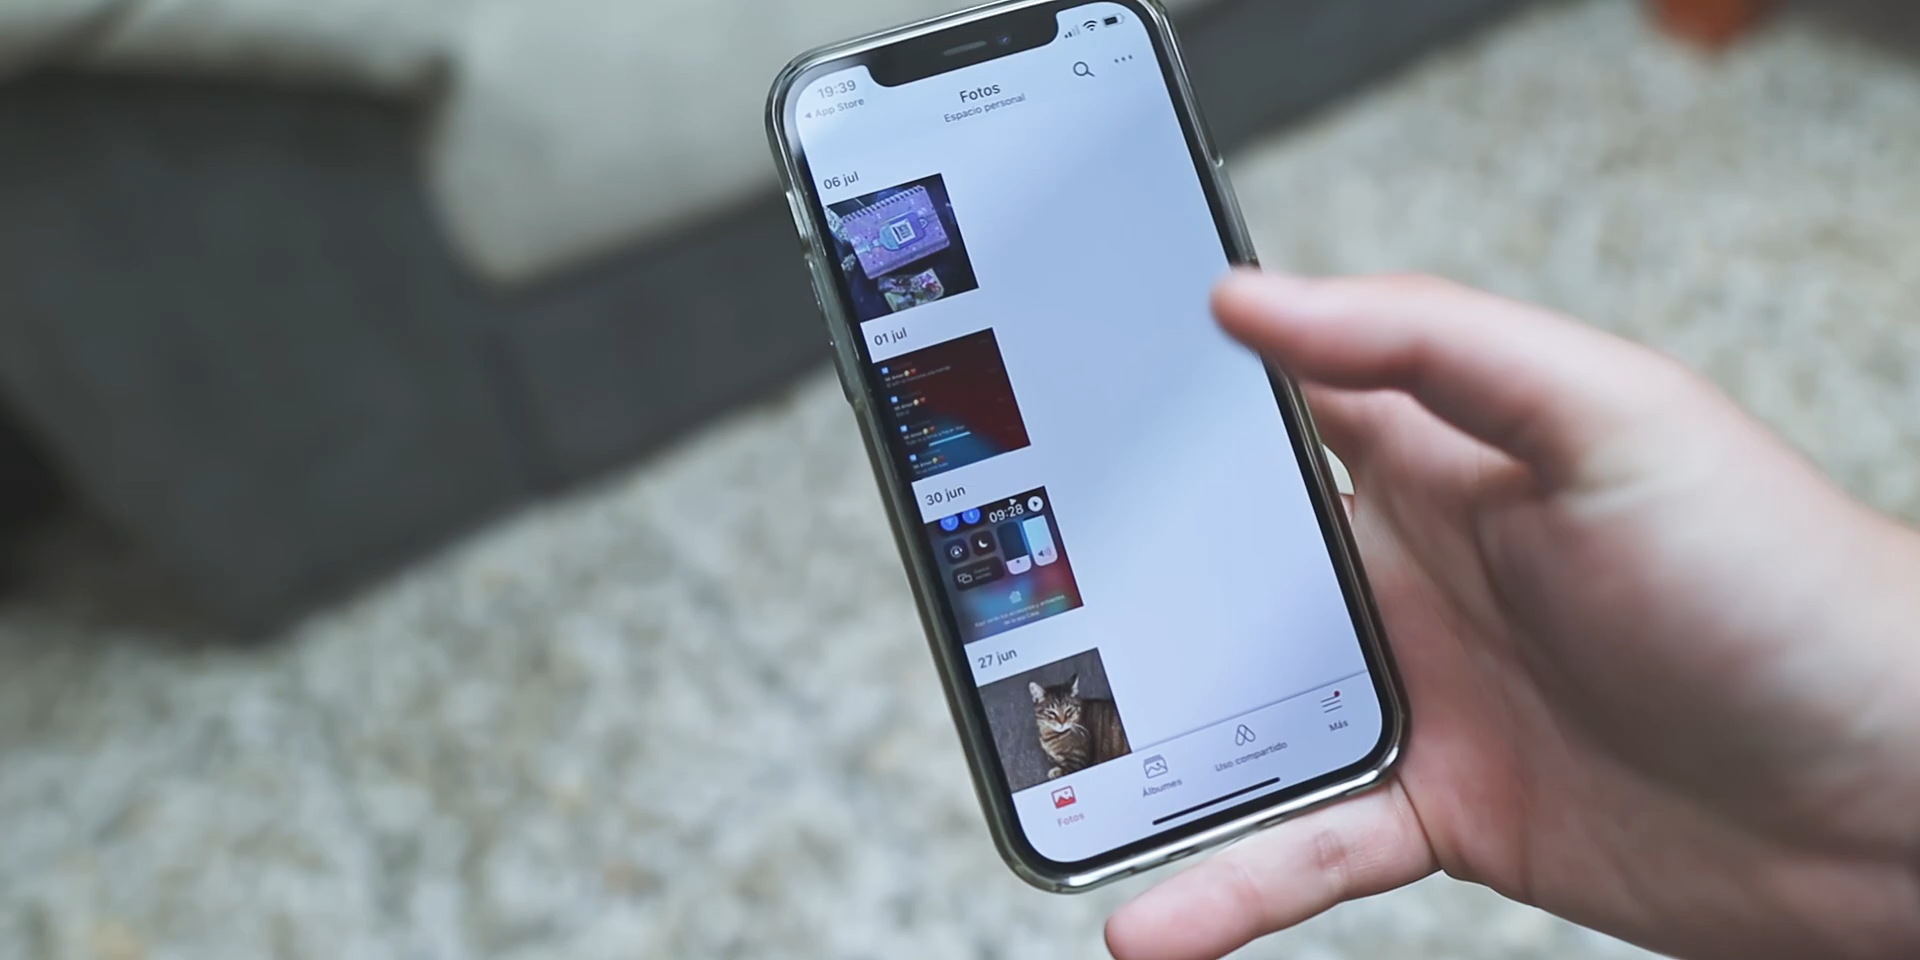 19:39
◂ App Store
Fotos
Espacio personal
06 jul
01 jul
30 jun
09:28
27 jun
Fotos
Álbumes
Uso compartido
Más